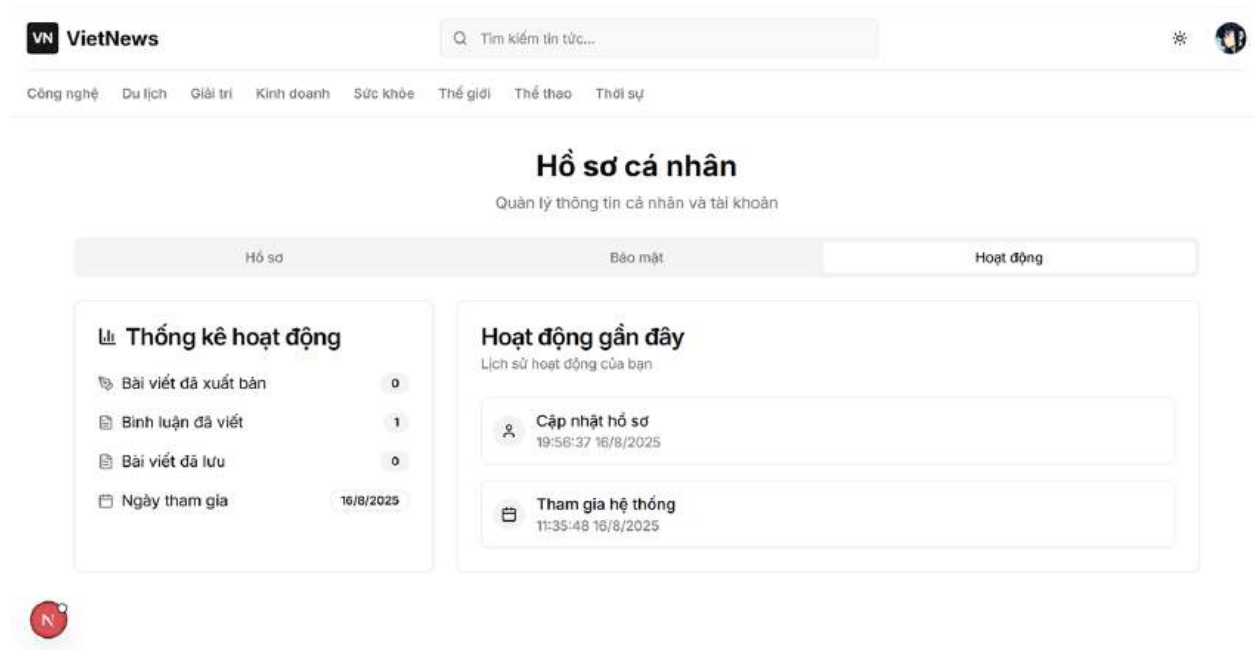 VN VietNews
Tìm kiếm tin tức...
Công nghệ Du lịch Giải trí Kinh doanh Sức khỏe Thế giới Thể thao Thời sự
Hồ sơ cá nhân
Quản lý thông tin cá nhân và tài khoản
Hồ sơ Bảo mật Hoạt động
Thống kê hoạt động
Bài viết đã xuất bản 0
Bình luận đã viết 1
Bài viết đã lưu 0
Ngày tham gia 16/8/2025
Hoạt động gần đây
Lịch sử hoạt động của bạn
Cập nhật hồ sơ
19:56:37 16/8/2025
Tham gia hệ thống
11:35:48 16/8/2025
N